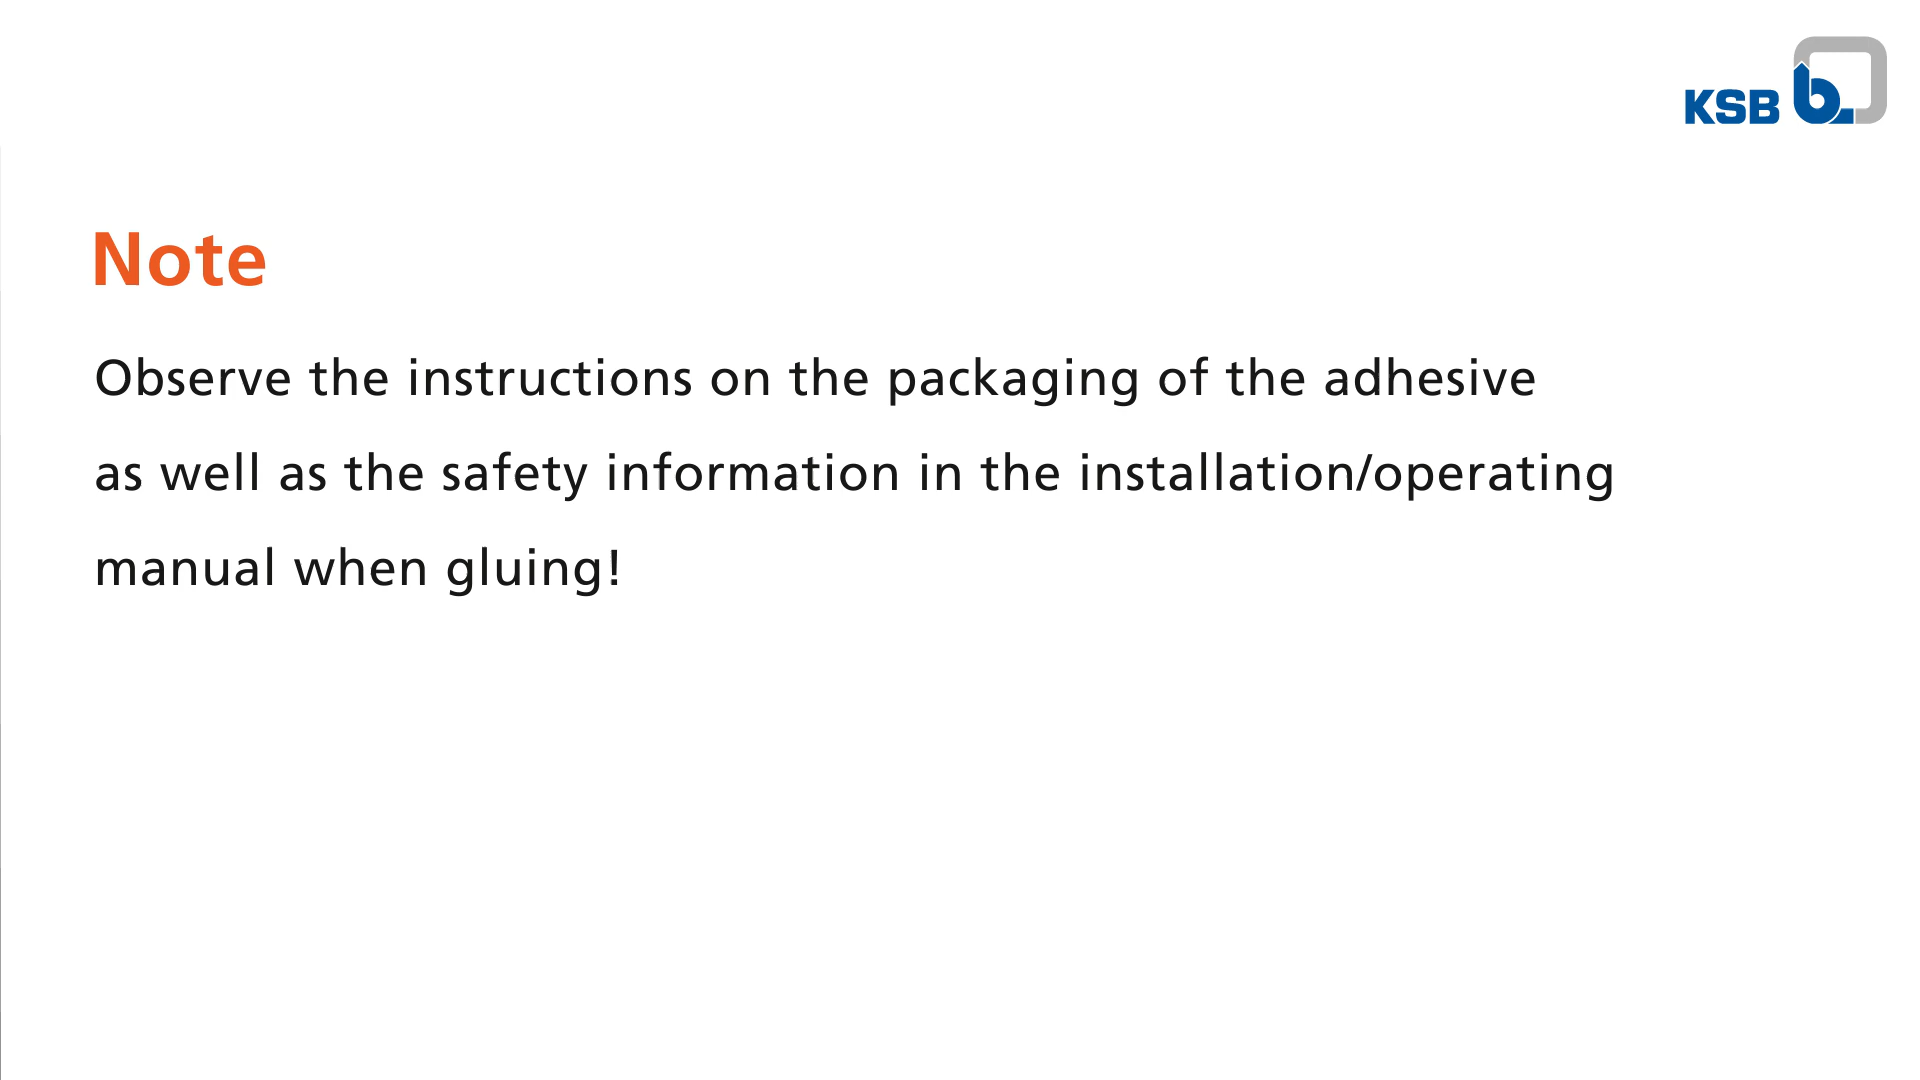 KSB
Note
Observe the instructions on the packaging of the adhesive
as well as the safety information in the installation/operating
manual when gluing!